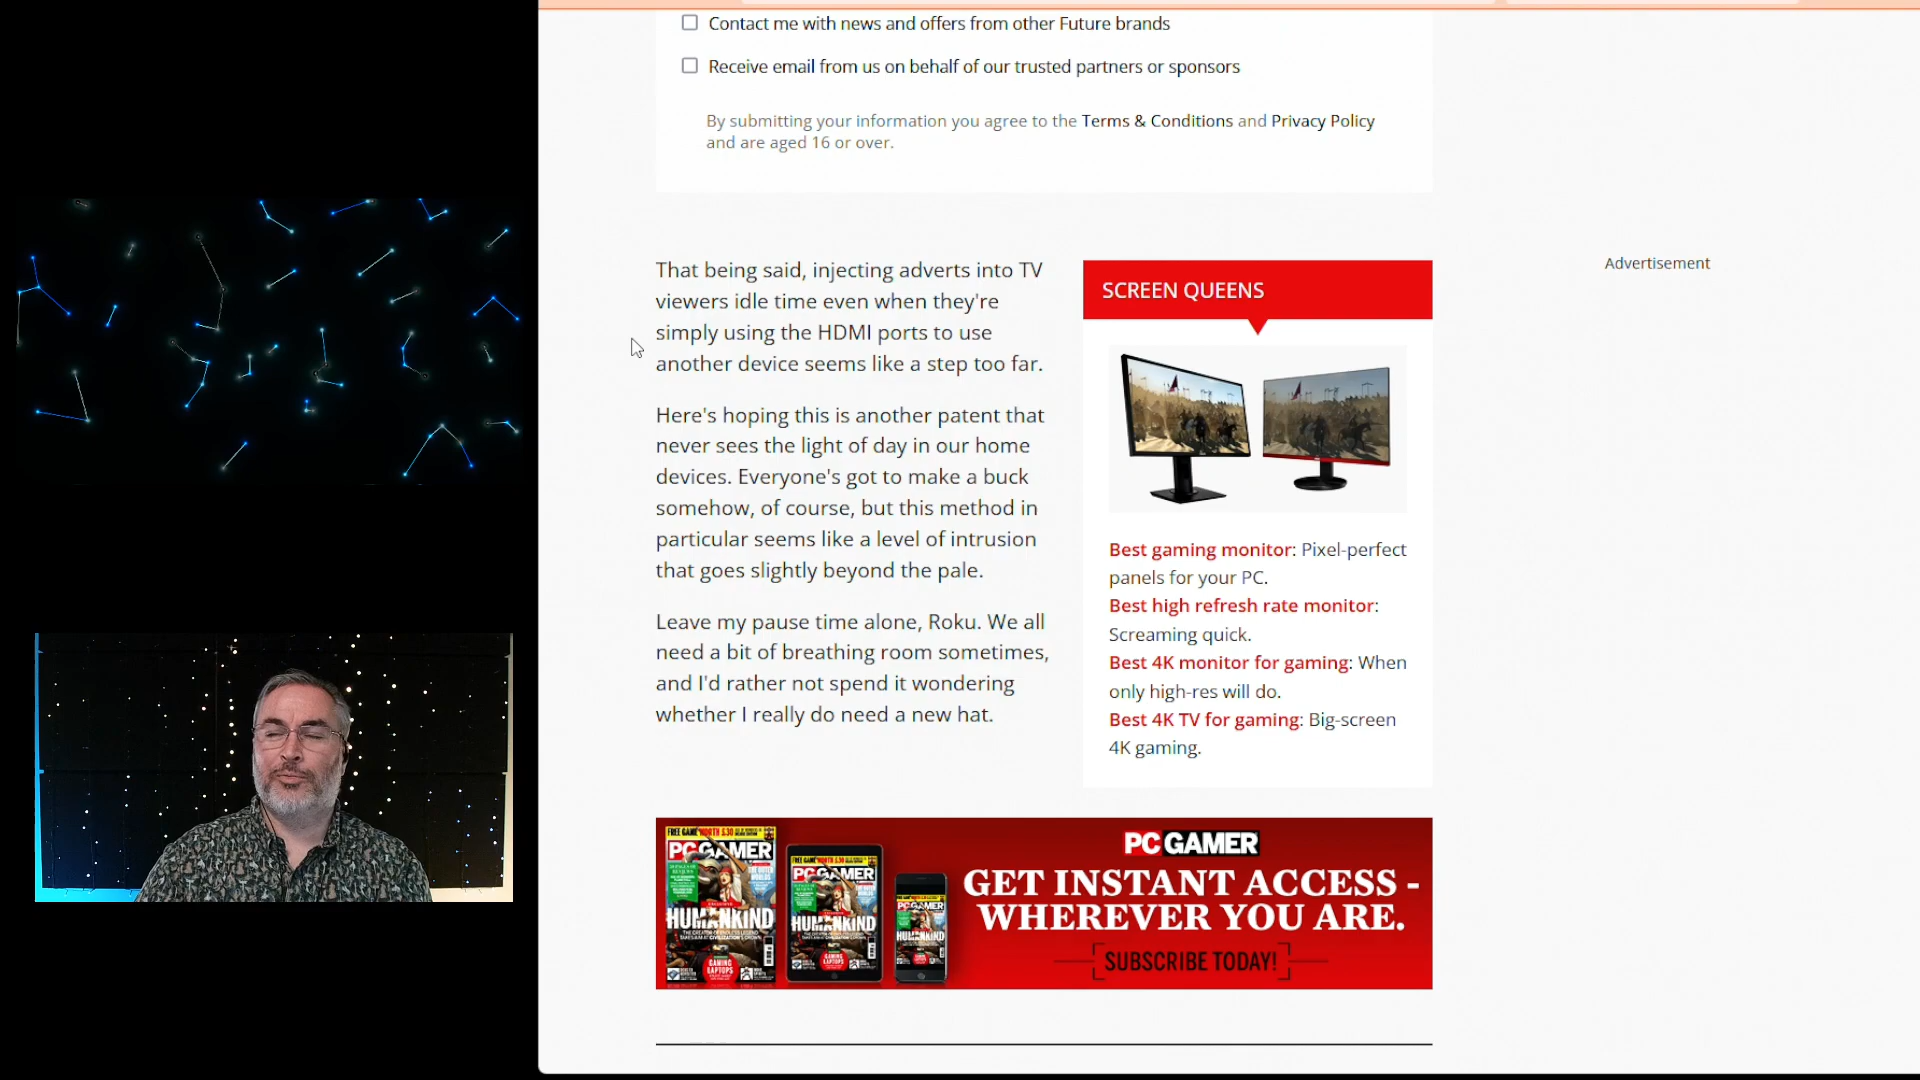 Contact me with news and offers from other Future brands
Receive email from us on behalf of our trusted partners or sponsors
By submitting your information you agree to the Terms & Conditions and Privacy Policy
and are aged 16 or over.
That being said, injecting adverts into TV
viewers idle time even when they're
simply using the HDMI ports to use
another device seems like a step too far.
Here's hoping this is another patent that
never sees the light of day in our home
devices. Everyone's got to make a buck
somehow, of course, but this method in
particular seems like a level of intrusion
that goes slightly beyond the pale.
Leave my pause time alone, Roku. We all
need a bit of breathing room sometimes,
and I'd rather not spend it wondering
whether I really do need a new hat.
SCREEN QUEENS
Best gaming monitor: Pixel-perfect
panels for your PC.
Best high refresh rate monitor:
Screaming quick.
Best 4K monitor for gaming: When
only high-res will do.
Best 4K TV for gaming: Big-screen
4K gaming.
Advertisement
FREE GAME WORTH £30
PC GAMER
HUMANKIND
GAMING
LAPTOPS
PC GAMER
HUMANKIND
PC GAMER
HUMANKIND
PC GAMER
GET INSTANT ACCESS -
WHEREVER YOU ARE.
SUBSCRIBE TODAY!